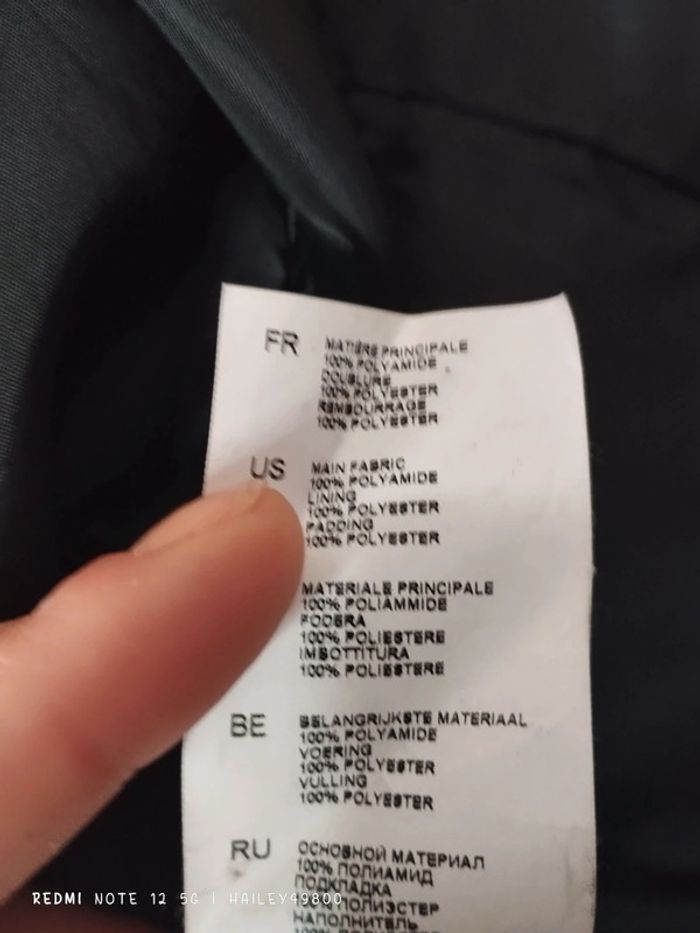 FR
MATIÈRE PRINCIPALE
100% POLYAMIDE
DOUBLURE
100% POLYESTER
REMBOURRAGE
100% POLYESTER
US
MAIN FABRIC
100% POLYAMIDE
LINING
100% POLYESTER
PADDING
100% POLYESTER
MATERIALE PRINCIPALE
100% POLIAMMIDE
FODERA
100% POLIESTERE
IMBOTTITURA
100% POLIESTERE
BE
BELANGRIJKSTE MATERIAAL
100% POLYAMIDE
VOERING
100% POLYESTER
VULLING
100% POLYESTER
RU
ОСНОВНОЙ МАТЕРИАЛ
100% ПОЛИАМИД
ПОДКЛАДКА
100% ПОЛИЭСТЕР
НАПОЛНИТЕЛЬ
REDMI NOTE 12 5G | HAILEY49800